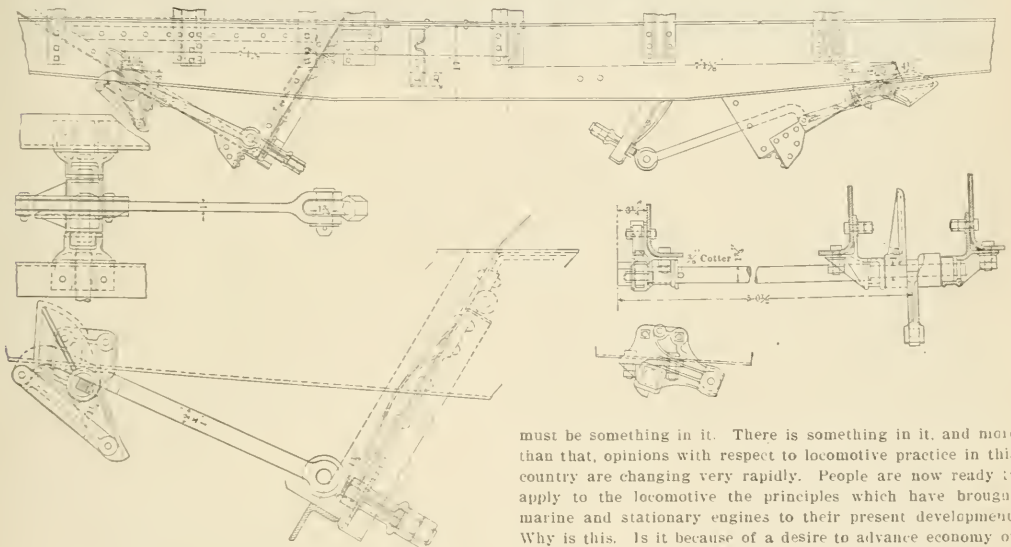 ¾ Cotter
must be something in it. There is something in it, and more
than that, opinions with respect to locomotive practice in this
country are changing very rapidly. People are now ready to
apply to the locomotive the principles which have brought
marine and stationary engines to their present development.
Why is this. Is it because of a desire to advance economy of